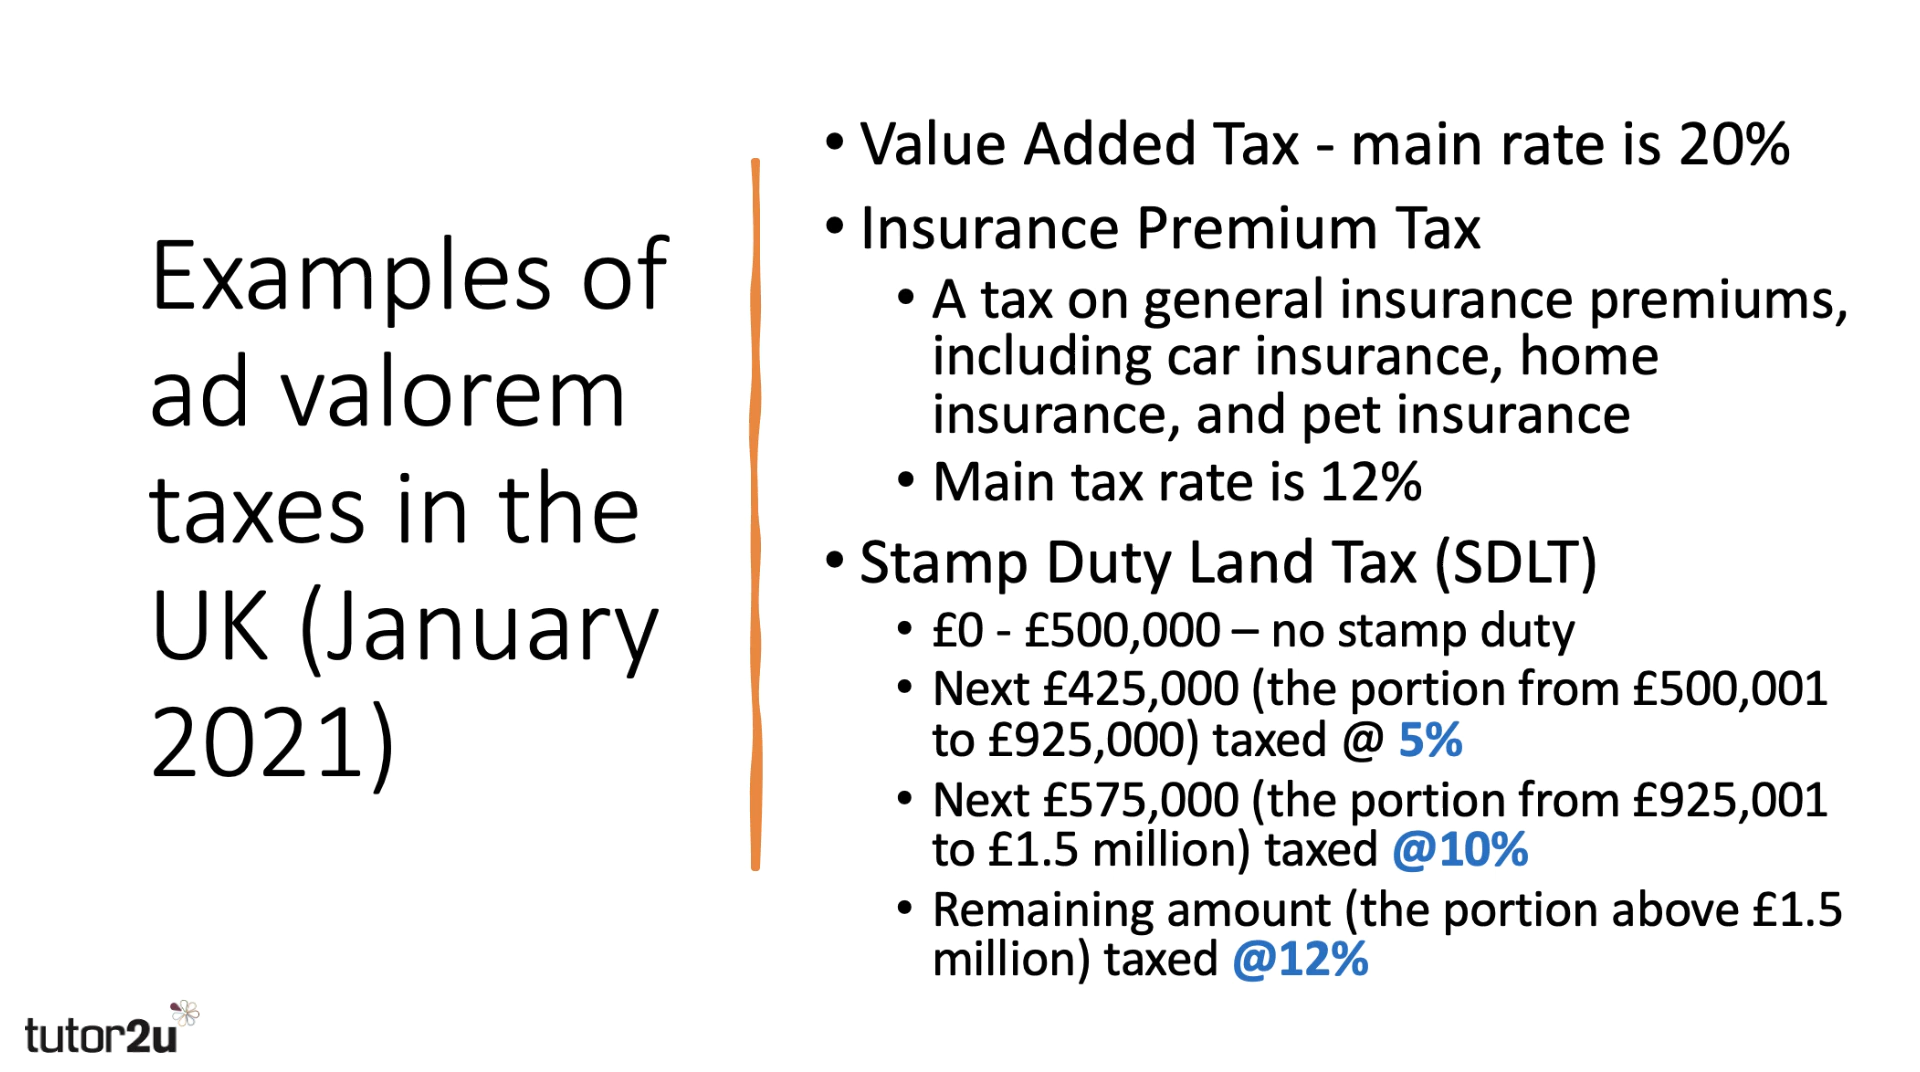 Examples of
ad valorem
taxes in the
UK (January
2021)
• Value Added Tax - main rate is 20%
• Insurance Premium Tax
• A tax on general insurance premiums,
including car insurance, home
insurance, and pet insurance
• Main tax rate is 12%
• Stamp Duty Land Tax (SDLT)
• £0 - £500,000 – no stamp duty
• Next £425,000 (the portion from £500,001
to £925,000) taxed @ 5%
• Next £575,000 (the portion from £925,001
to £1.5 million) taxed @10%
• Remaining amount (the portion above £1.5
million) taxed @12%
tutor2u